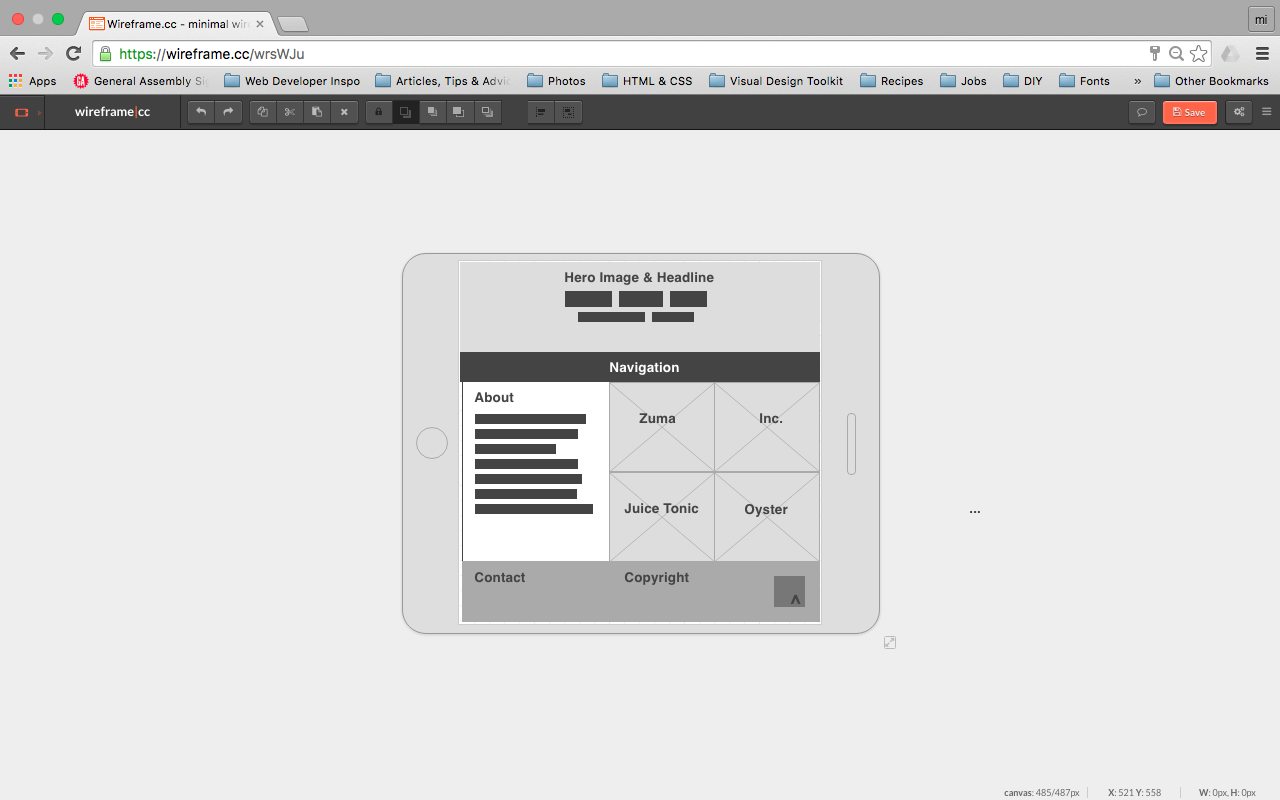 Wireframe.cc - minimal wir
mi
https://wireframe.cc/wrsWJu
Apps General Assembly Si Web Developer Inspo Articles, Tips & Advic Photos HTML & CSS Visual Design Toolkit Recipes Jobs DIY Fonts » Other Bookmarks
wireframe|cc Save
Hero Image & Headline
Navigation
About
Zuma Inc.
Juice Tonic Oyster
...
Contact Copyright
^
canvas: 485/487px X: 521 Y: 558 W: 0px, H: 0px